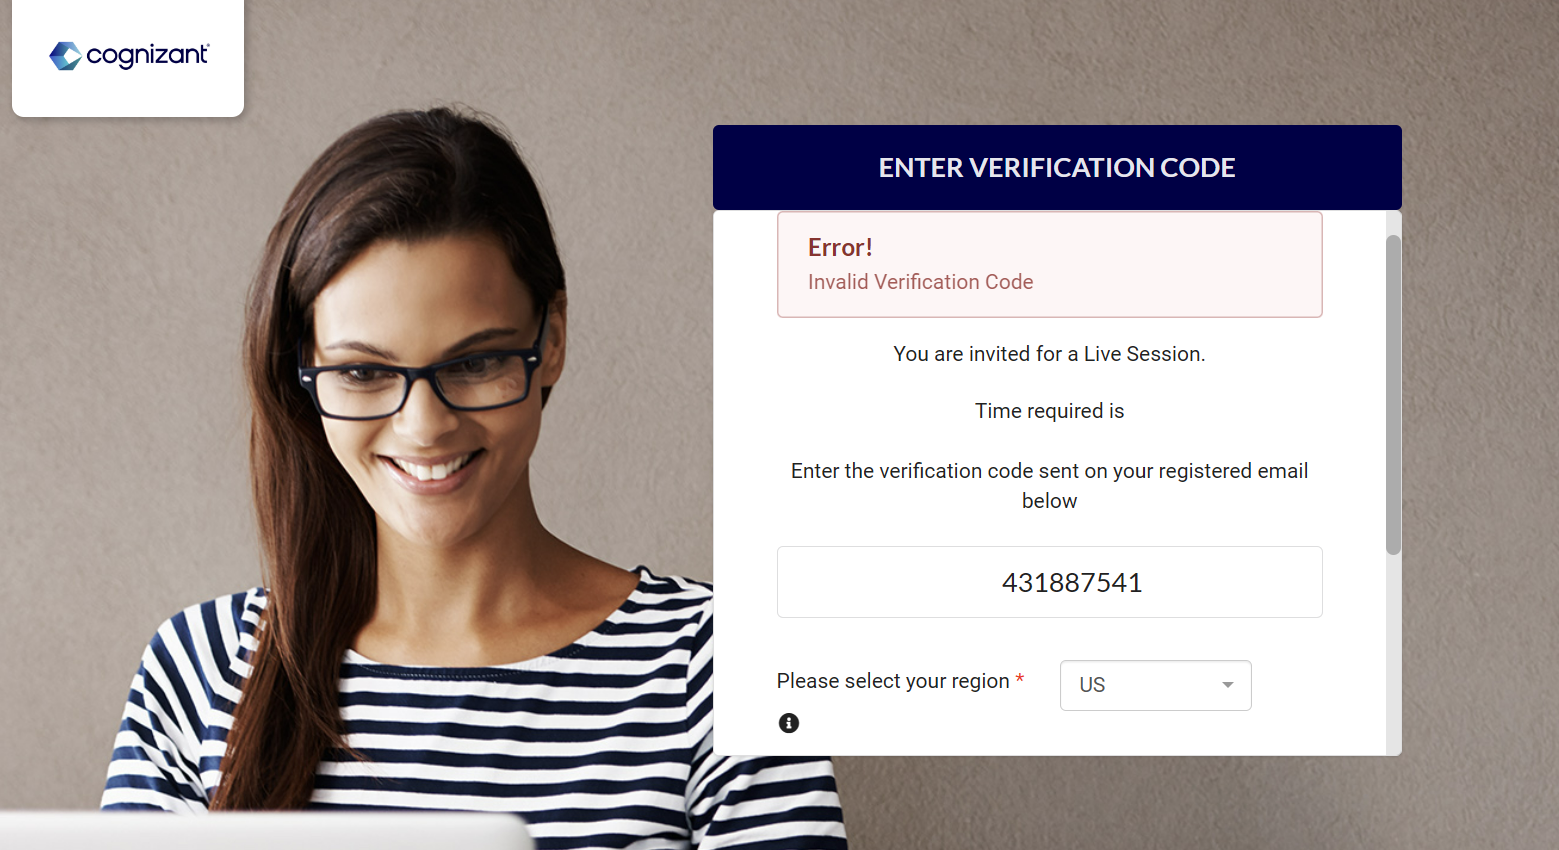 cognizant
ENTER VERIFICATION CODE
Error!
Invalid Verification Code
You are invited for a Live Session.
Time required is
Enter the verification code sent on your registered email
below
431887541
Please select your region *
US